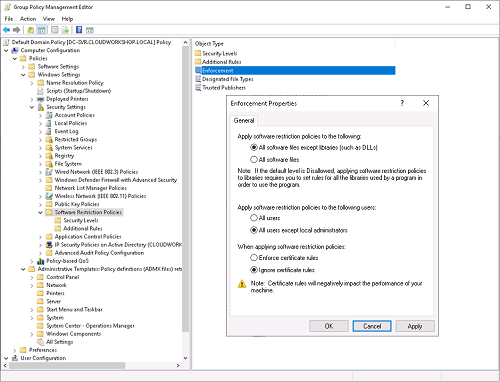 Group Policy Management Editor
File Action View Help
Default Domain Policy [DC-SVR.CLOUDWORKSHOP.LOCAL] Policy
Computer Configuration
Policies
Software Settings
Windows Settings
Name Resolution Policy
Scripts (Startup/Shutdown)
Deployed Printers
Security Settings
Account Policies
Local Policies
Event Log
Restricted Groups
System Services
Registry
File System
Wired Network (IEEE 802.3) Policies
Windows Defender Firewall with Advanced Security
Network List Manager Policies
Wireless Network (IEEE 802.11) Policies
Public Key Policies
Software Restriction Policies
Security Levels
Additional Rules
Application Control Policies
IP Security Policies on Active Directory (CLOUDWO
Advanced Audit Policy Configuration
Policy-based QoS
Administrative Templates: Policy definitions (ADMX files) ret
Control Panel
Network
Printers
Server
Start Menu and Taskbar
System
System Center - Operations Manager
Windows Components
All Settings
Preferences
User Configuration
Object Type
Security Levels
Additional Rules
Enforcement
Designated File Types
Trusted Publishers
Enforcement Properties ? ×
General
Apply software restriction policies to the following:
All software files except libraries (such as DLLs)
All software files
Note: If the default level is Disallowed, applying software restriction policies
to libraries requires you to set rules for all the libraries used by a program in
order to use the program.
Apply software restriction policies to the following users:
All users
All users except local administrators
When applying software restriction policies:
Enforce certificate rules
Ignore certificate rules
Note: Certificate rules will negatively impact the performance of your
machine.
OK Cancel Apply